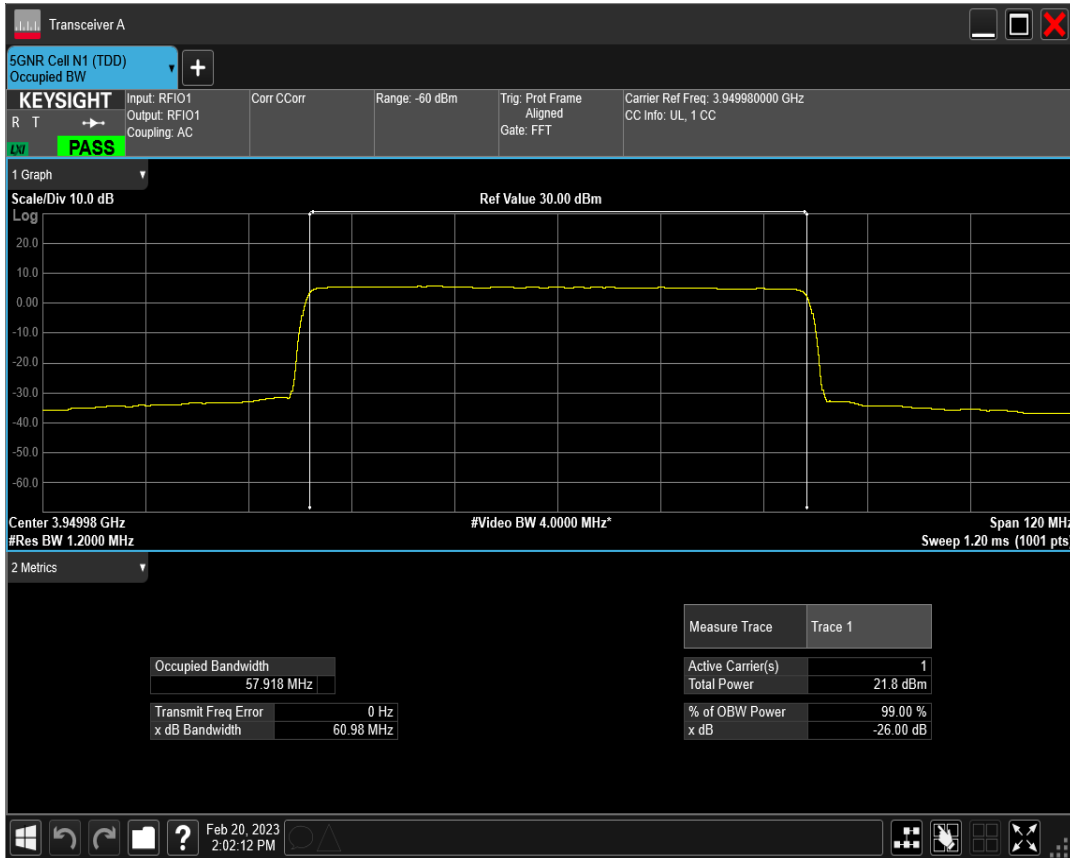 Transceiver A
5GNR Cell N1 (TDD)
Occupied BW
+
KEYSIGHT
R T
LXI
PASS
Input: RFIO1
Output: RFIO1
Coupling: AC
Corr CCorr
Range: -60 dBm
Trig: Prot Frame
Aligned
Gate: FFT
Carrier Ref Freq: 3.949980000 GHz
CC Info: UL, 1 CC
1 Graph
Scale/Div 10.0 dB
Ref Value 30.00 dBm
Log
20.0
10.0
0.00
-10.0
-20.0
-30.0
-40.0
-50.0
-60.0
Center 3.94998 GHz
#Video BW 4.0000 MHz*
Span 120 MHz
#Res BW 1.2000 MHz
Sweep 1.20 ms (1001 pts)
2 Metrics
Measure Trace Trace 1
Occupied Bandwidth
57.918 MHz
Active Carrier(s) 1
Total Power 21.8 dBm
Transmit Freq Error 0 Hz
x dB Bandwidth 60.98 MHz
% of OBW Power 99.00 %
x dB -26.00 dB
?
Feb 20, 2023
2:02:12 PM